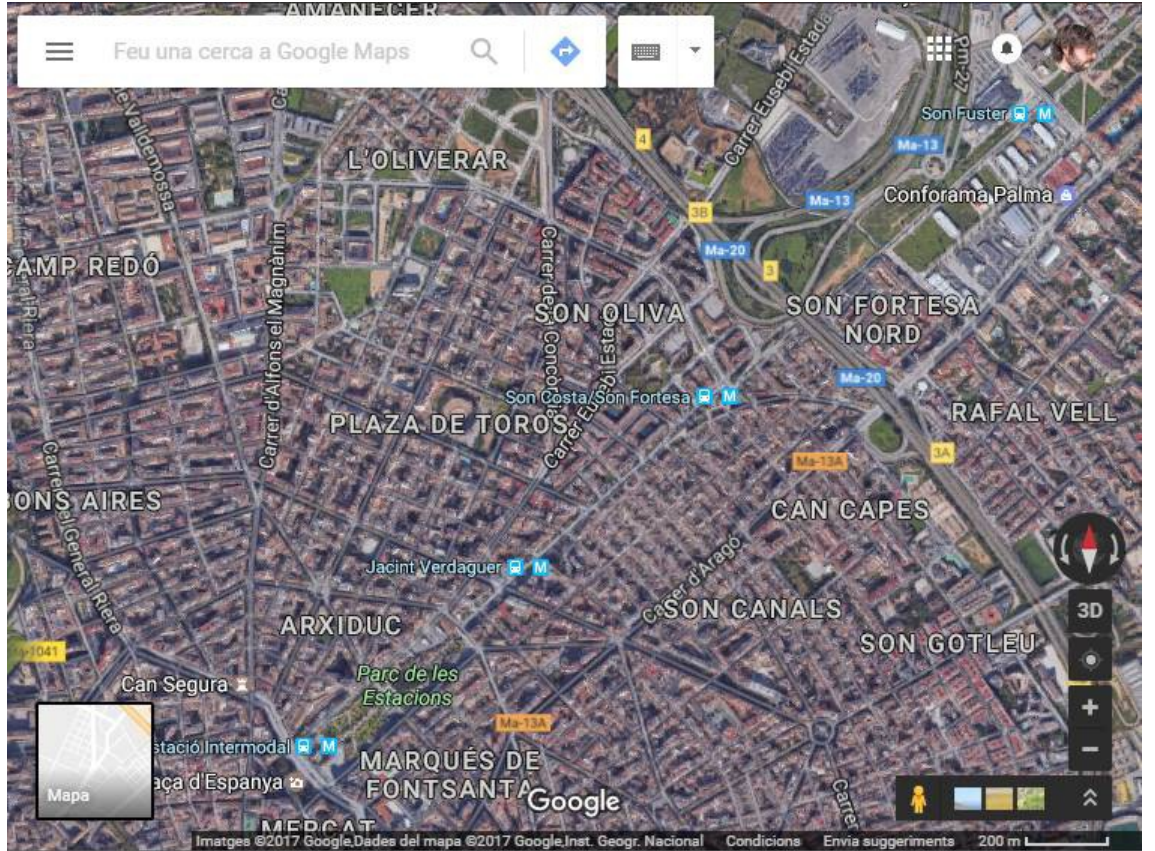 AMANECER
Feu una cerca a Google Maps
Carrer Eusebi Estada
Pm-27
Son Fuster M
de Valldemossa
4
Ma-13
L'OLIVERAR
Conforama Palma
Ma-13
3B
Ma-20
Carrer d'Alfons el Magnànim
Carrer de la Concòrdia
CAMP REDÓ
3
General Riera
SON OLIVA
SON FORTESA
NORD
Carrer Eusebi Estada
Ma-20
Son Costa/Son Fortesa M
PLAZA DE TOROS
RAFAL VELL
3A
Ma-13A
BONS AIRES
CAN CAPES
Carrer del General Riera
Jacint Verdaguer M
Carrer d'Aragó
3D
ARXIDUC
SON CANALS
SON GOTLEU
Ma-1041
Parc de les
Estacions
Can Segura
Ma-13A
stació Intermodal M
MARQUÉS DE
FONTSANTA
aça d'Espanya
Mapa
Google
Carrer
MERCAT
Imatges ©2017 Google,Dades del mapa ©2017 Google,Inst. Geogr. Nacional Condicions Envia suggeriments 200 m